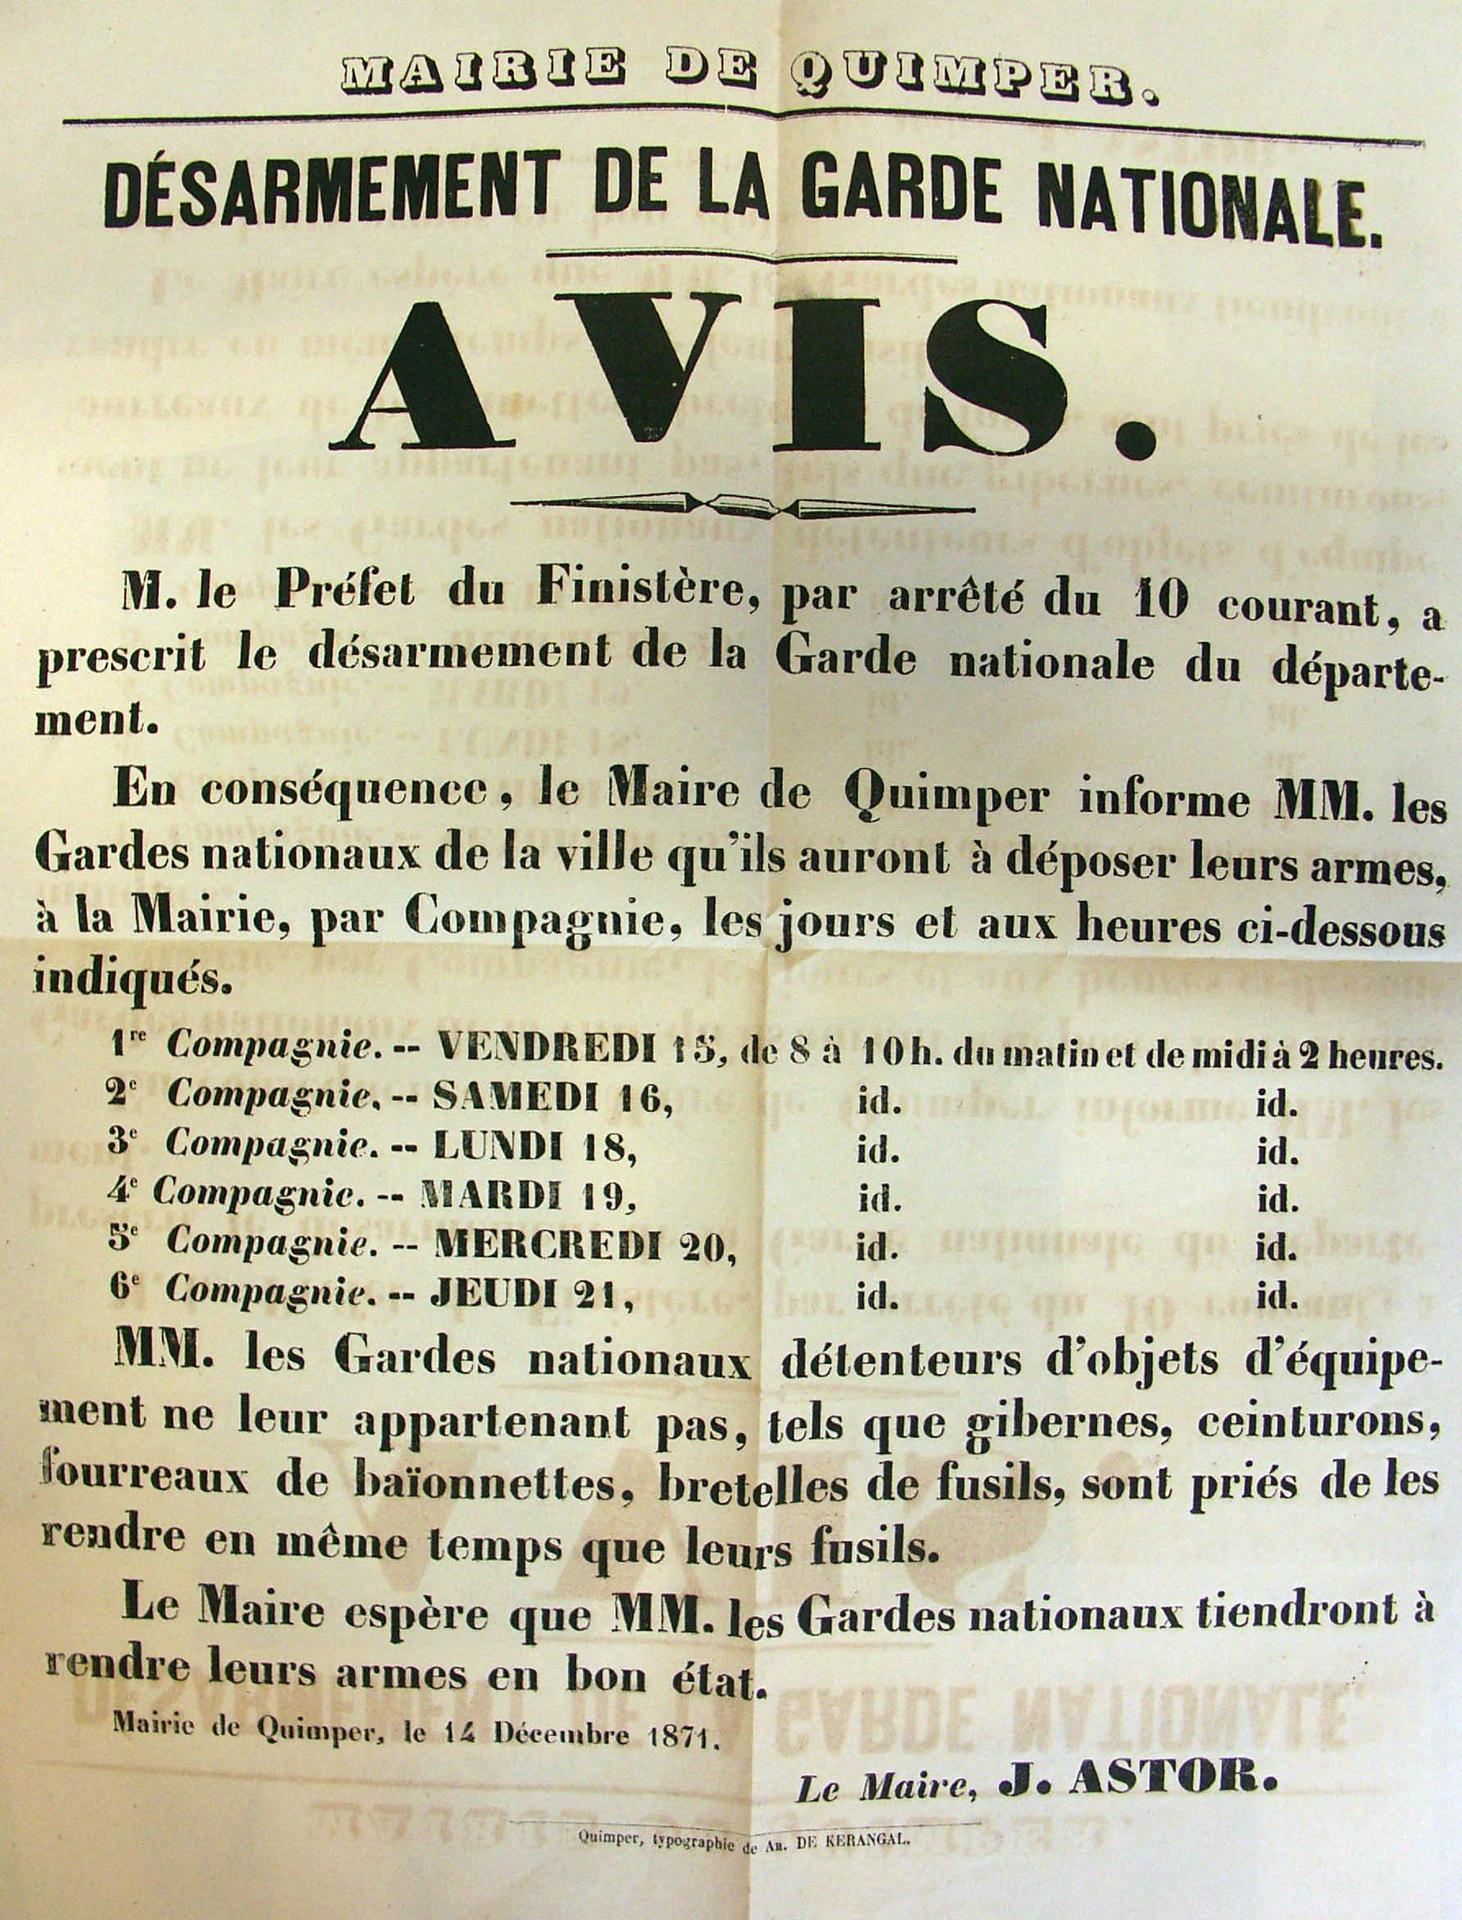 MAIRIE DE QUIMPER.
DÉSARMEMENT DE LA GARDE NATIONALE.
AVIS.
M. le Préfet du Finistère, par arrêté du 10 courant, a
prescrit le désarmement de la Garde nationale du départe-
ment.
En conséquence, le Maire de Quimper informe MM. les
Gardes nationaux de la ville qu'ils auront à déposer leurs armes,
à la Mairie, par Compagnie, les jours et aux heures ci-dessous
indiqués.
1re Compagnie. -- VENDREDI 15, de 8 à 10 h. du matin et de midi à 2 heures.
2e Compagnie. -- SAMEDI 16, id. id.
3e Compagnie. -- LUNDI 18, id. id.
4e Compagnie. -- MARDI 19, id. id.
5e Compagnie. -- MERCREDI 20, id. id.
6e Compagnie. -- JEUDI 21, id. id.
MM. les Gardes nationaux détenteurs d'objets d'équipe-
ment ne leur appartenant pas, tels que gibernes, ceinturons,
fourreaux de baïonnettes, bretelles de fusils, sont priés de les
rendre en même temps que leurs fusils.
Le Maire espère que MM. les Gardes nationaux tiendront à
rendre leurs armes en bon état.
Mairie de Quimper, le 14 Décembre 1871.
Le Maire, J. ASTOR.
Quimper, typographie de AR. DE KERANGAL.